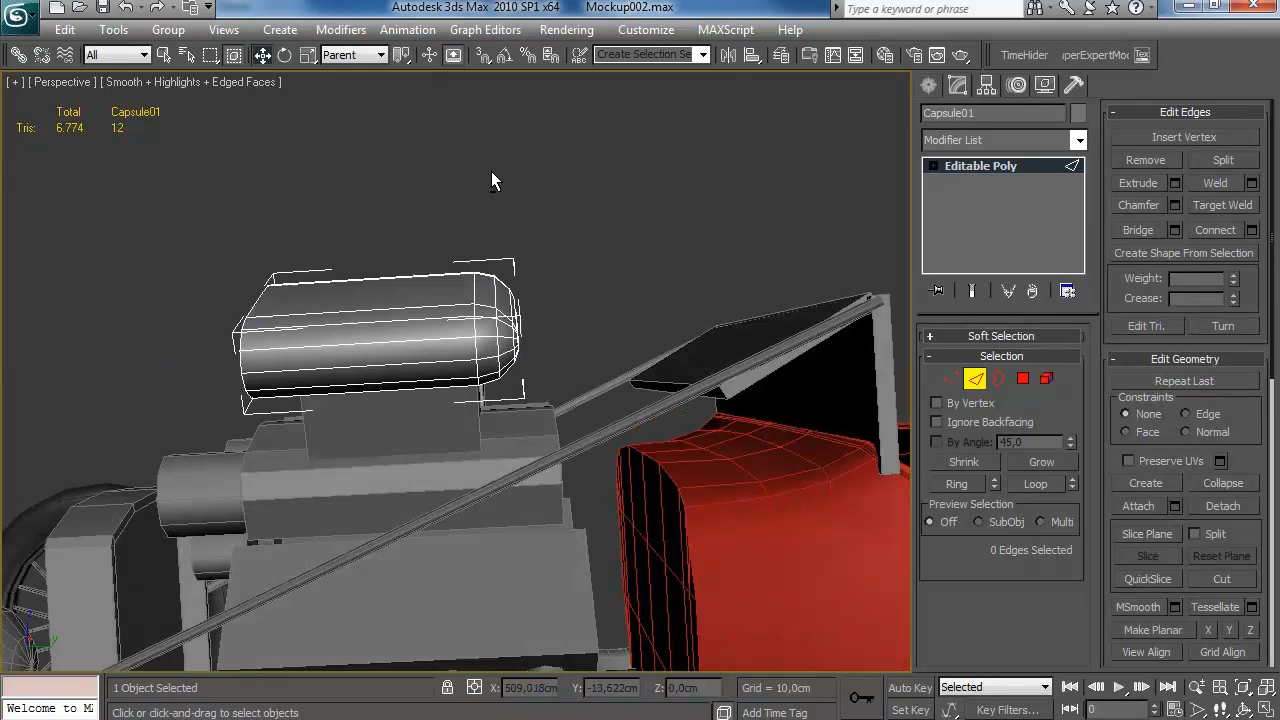 Autodesk 3ds Max 2010 SP1 x64 Mockup002.max
Type a keyword or phrase
Edit Tools Group Views Create Modifiers Animation Graph Editors Rendering Customize MAXScript Help
All
Parent
Create Selection Se
TimeHider
[ + ] [ Perspective ] [ Smooth + Highlights + Edged Faces ]
Total Capsule01
Tris: 6.774 12
Capsule01
Modifier List
Editable Poly
Soft Selection
Selection
By Vertex
Ignore Backfacing
By Angle: 45,0
Shrink Grow
Ring Loop
Preview Selection
Off SubObj Multi
0 Edges Selected
Edit Edges
Insert Vertex
Remove Split
Extrude Weld
Chamfer Target Weld
Bridge Connect
Create Shape From Selection
Weight:
Crease:
Edit Tri. Turn
Edit Geometry
Repeat Last
Constraints
None Edge
Face Normal
Preserve UVs
Create Collapse
Attach Detach
Slice Plane Split
Slice Reset Plane
QuickSlice Cut
MSmooth Tessellate
Make Planar X Y Z
View Align Grid Align
1 Object Selected X: 509,018cm Y: -13,622cm Z: 0,0cm Grid = 10,0cm Auto Key Selected
Welcome to M Click or click-and-drag to select objects Add Time Tag Set Key Key Filters... 0